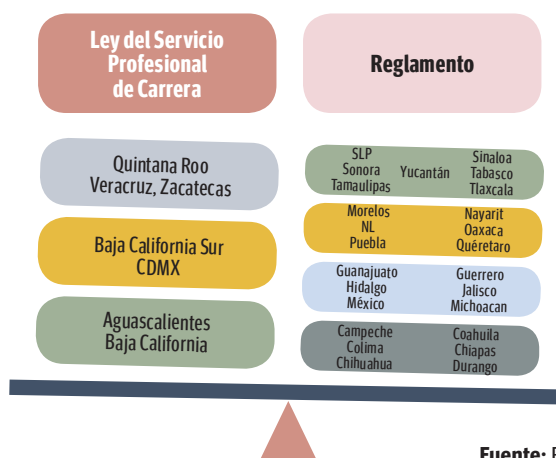 Ley del Servicio
Profesional
de Carrera
Reglamento
Quintana Roo
Veracruz, Zacatecas
Baja California Sur
CDMX
Aguascalientes
Baja California
SLP
Sonora
Tamaulipas
Yucantán
Sinaloa
Tabasco
Tlaxcala
Morelos
NL
Puebla
Nayarit
Oaxaca
Quéretaro
Guanajuato
Hidalgo
México
Guerrero
Jalisco
Michoacan
Campeche
Colima
Chihuahua
Coahuila
Chiapas
Durango
Fuente: